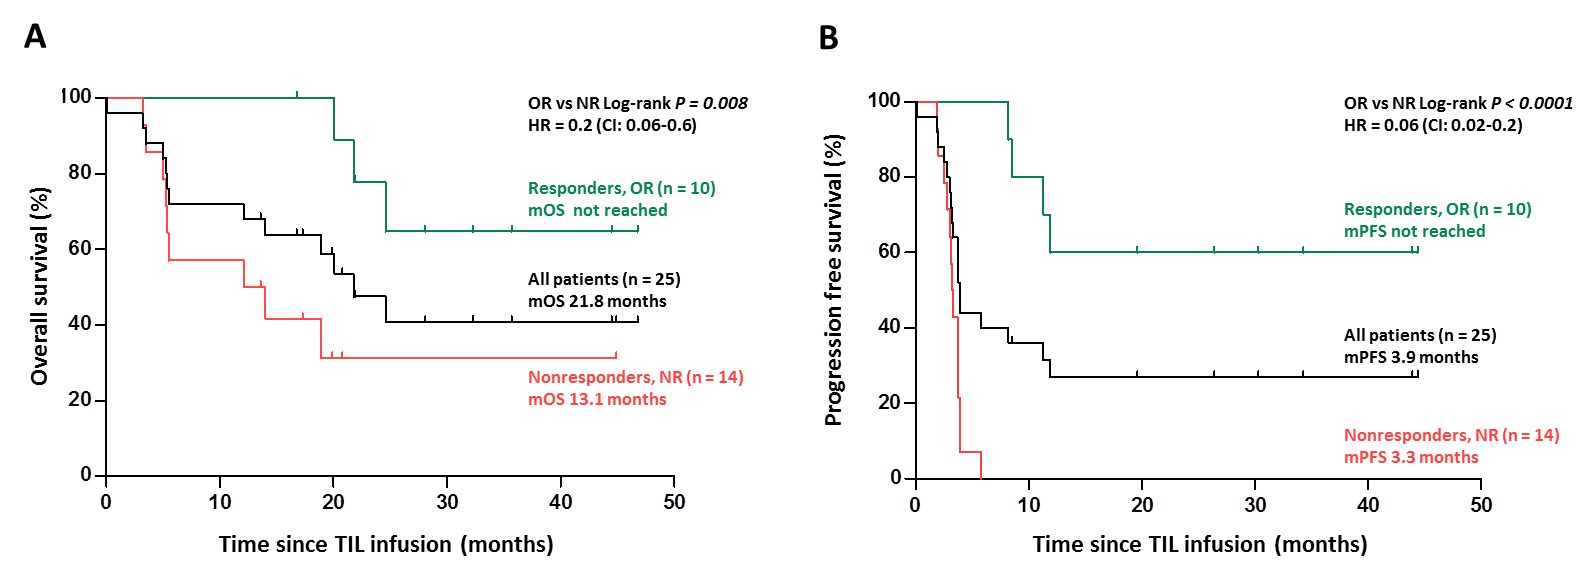 A
100
80
60
40
20
0
0 10 20 30 40 50
Overall survival (%)
Time since TIL infusion (months)
OR vs NR Log-rank P = 0.008
HR = 0.2 (CI: 0.06-0.6)
Responders, OR (n = 10)
mOS not reached
All patients (n = 25)
mOS 21.8 months
Nonresponders, NR (n = 14)
mOS 13.1 months
B
100
80
60
40
20
0
0 10 20 30 40 50
Progression free survival (%)
Time since TIL infusion (months)
OR vs NR Log-rank P < 0.0001
HR = 0.06 (CI: 0.02-0.2)
Responders, OR (n = 10)
mPFS not reached
All patients (n = 25)
mPFS 3.9 months
Nonresponders, NR (n = 14)
mPFS 3.3 months